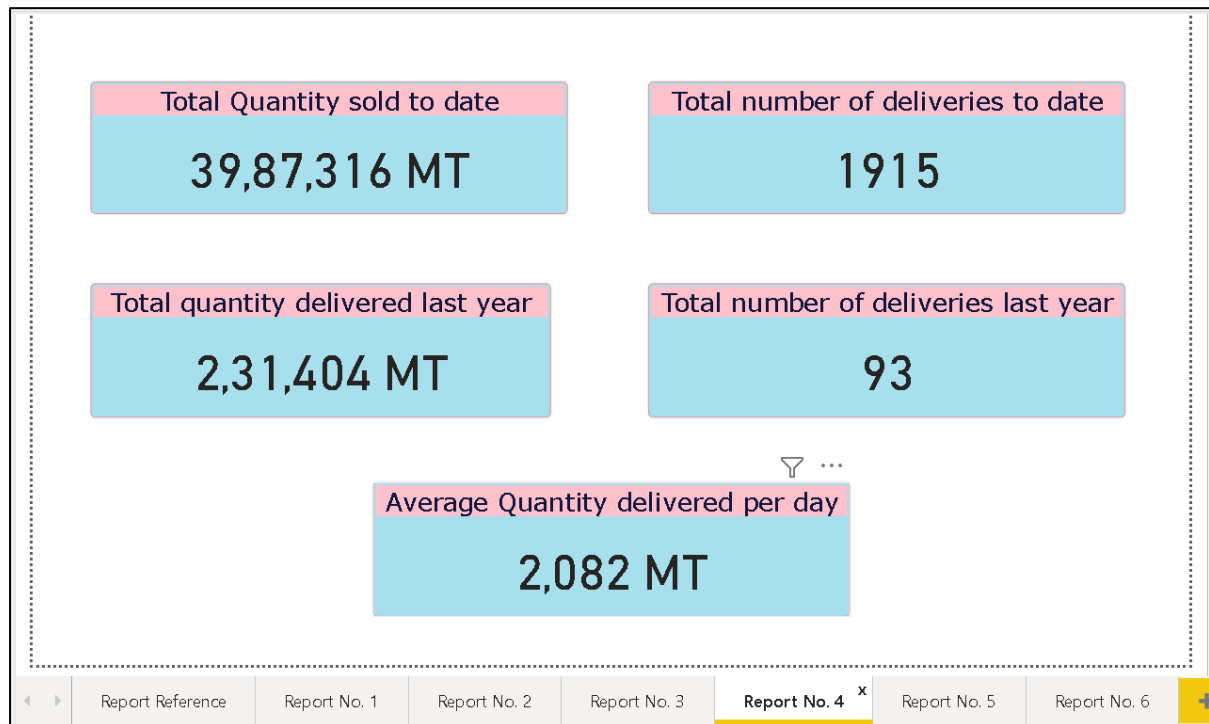 Total Quantity sold to date
39,87,316 MT
Total number of deliveries to date
1915
Total quantity delivered last year
2,31,404 MT
Total number of deliveries last year
93
Average Quantity delivered per day
2,082 MT
Report Reference
Report No. 1
Report No. 2
Report No. 3
Report No. 4
x
Report No. 5
Report No. 6
+